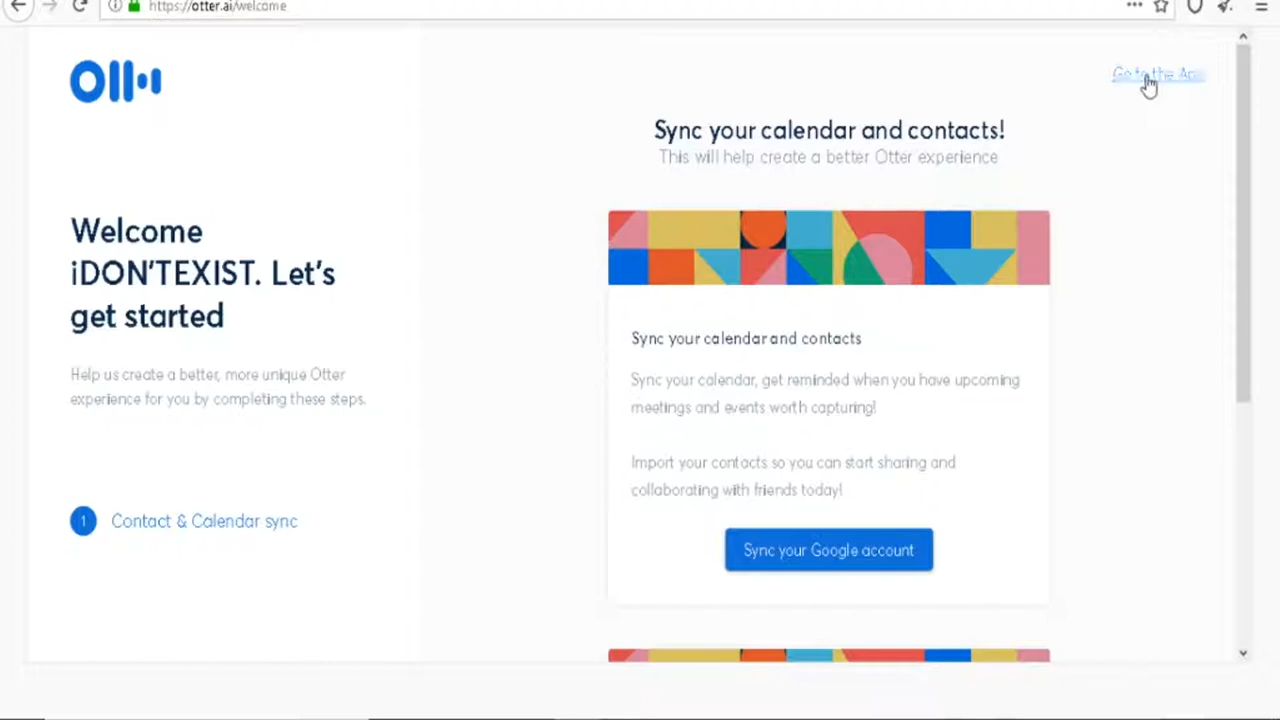 https://otter.ai/welcome
Go to the App
Sync your calendar and contacts!
This will help create a better Otter experience
Welcome
iDON'TEXIST. Let's
get started
Help us create a better, more unique Otter
experience for you by completing these steps.
1 Contact & Calendar sync
Sync your calendar and contacts
Sync your calendar, get reminded when you have upcoming
meetings and events worth capturing!
Import your contacts so you can start sharing and
collaborating with friends today!
Sync your Google account